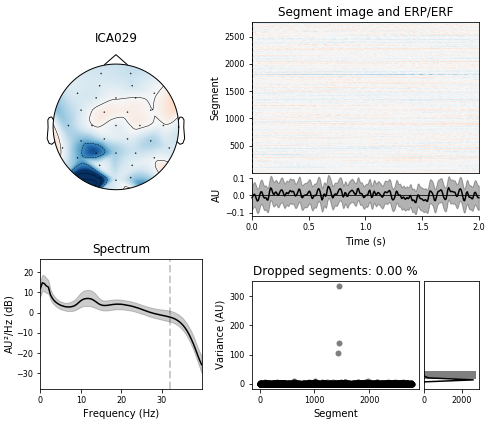 ICA029
Segment image and ERP/ERF
Segment
2500
2000
1500
1000
500
AU
0.1
0.0
−0.1
0.0 0.5 1.0 1.5 2.0
Time (s)
Spectrum
AU²/Hz (dB)
20
10
0
−10
−20
−30
0 10 20 30
Frequency (Hz)
Dropped segments: 0.00 %
Variance (AU)
300
200
100
0
0 1000 2000
Segment
0 2000